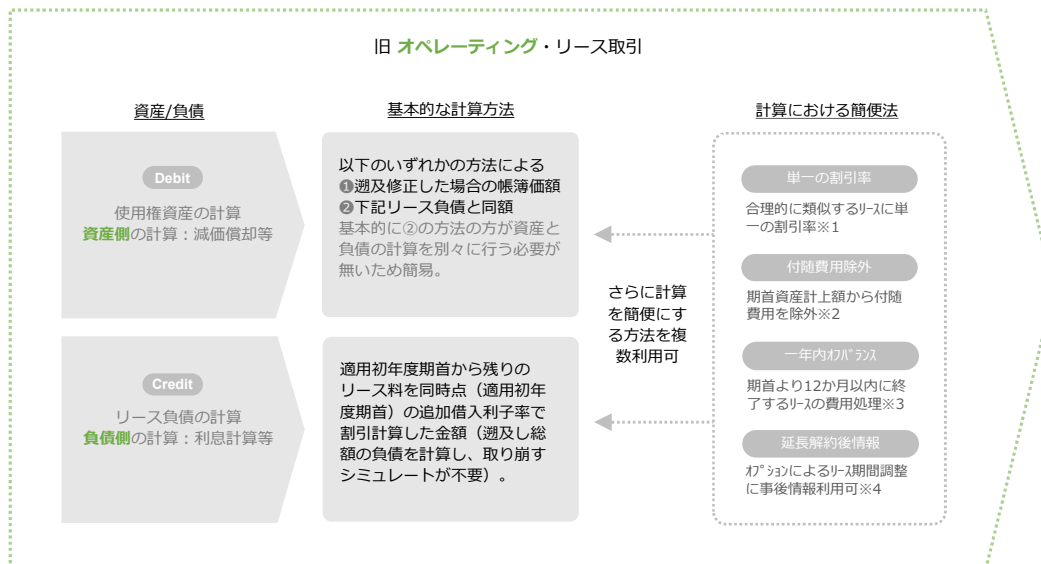 旧 オペレーティング・リース取引
資産/負債
Debit
使用権資産の計算
資産側の計算：減価償却等
Credit
リース負債の計算
負債側の計算：利息計算等
基本的な計算方法
以下のいずれかの方法による
❶遡及修正した場合の帳簿価額
❷下記リース負債と同額
基本的に②の方法の方が資産と
負債の計算を別々に行う必要が
無いため簡易。
適用初年度期首から残りの
リース料を同時点（適用初年
度期首）の追加借入利子率で
割引計算した金額（遡及し総
額の負債を計算し、取り崩す
シミュレートが不要）。
さらに計算
を簡便にす
る方法を複
数利用可
計算における簡便法
単一の割引率
合理的に類似するﾘｰｽに単
一の割引率※1
付随費用除外
期首資産計上額から付随
費用を除外※2
一年内ｵﾌﾊﾞﾗﾝｽ
期首より12か月以内に終
了するﾘｰｽの費用処理※3
延長解約後情報
ｵﾌﾟｼｮﾝによるﾘｰｽ期間調整
に事後情報利用可※4